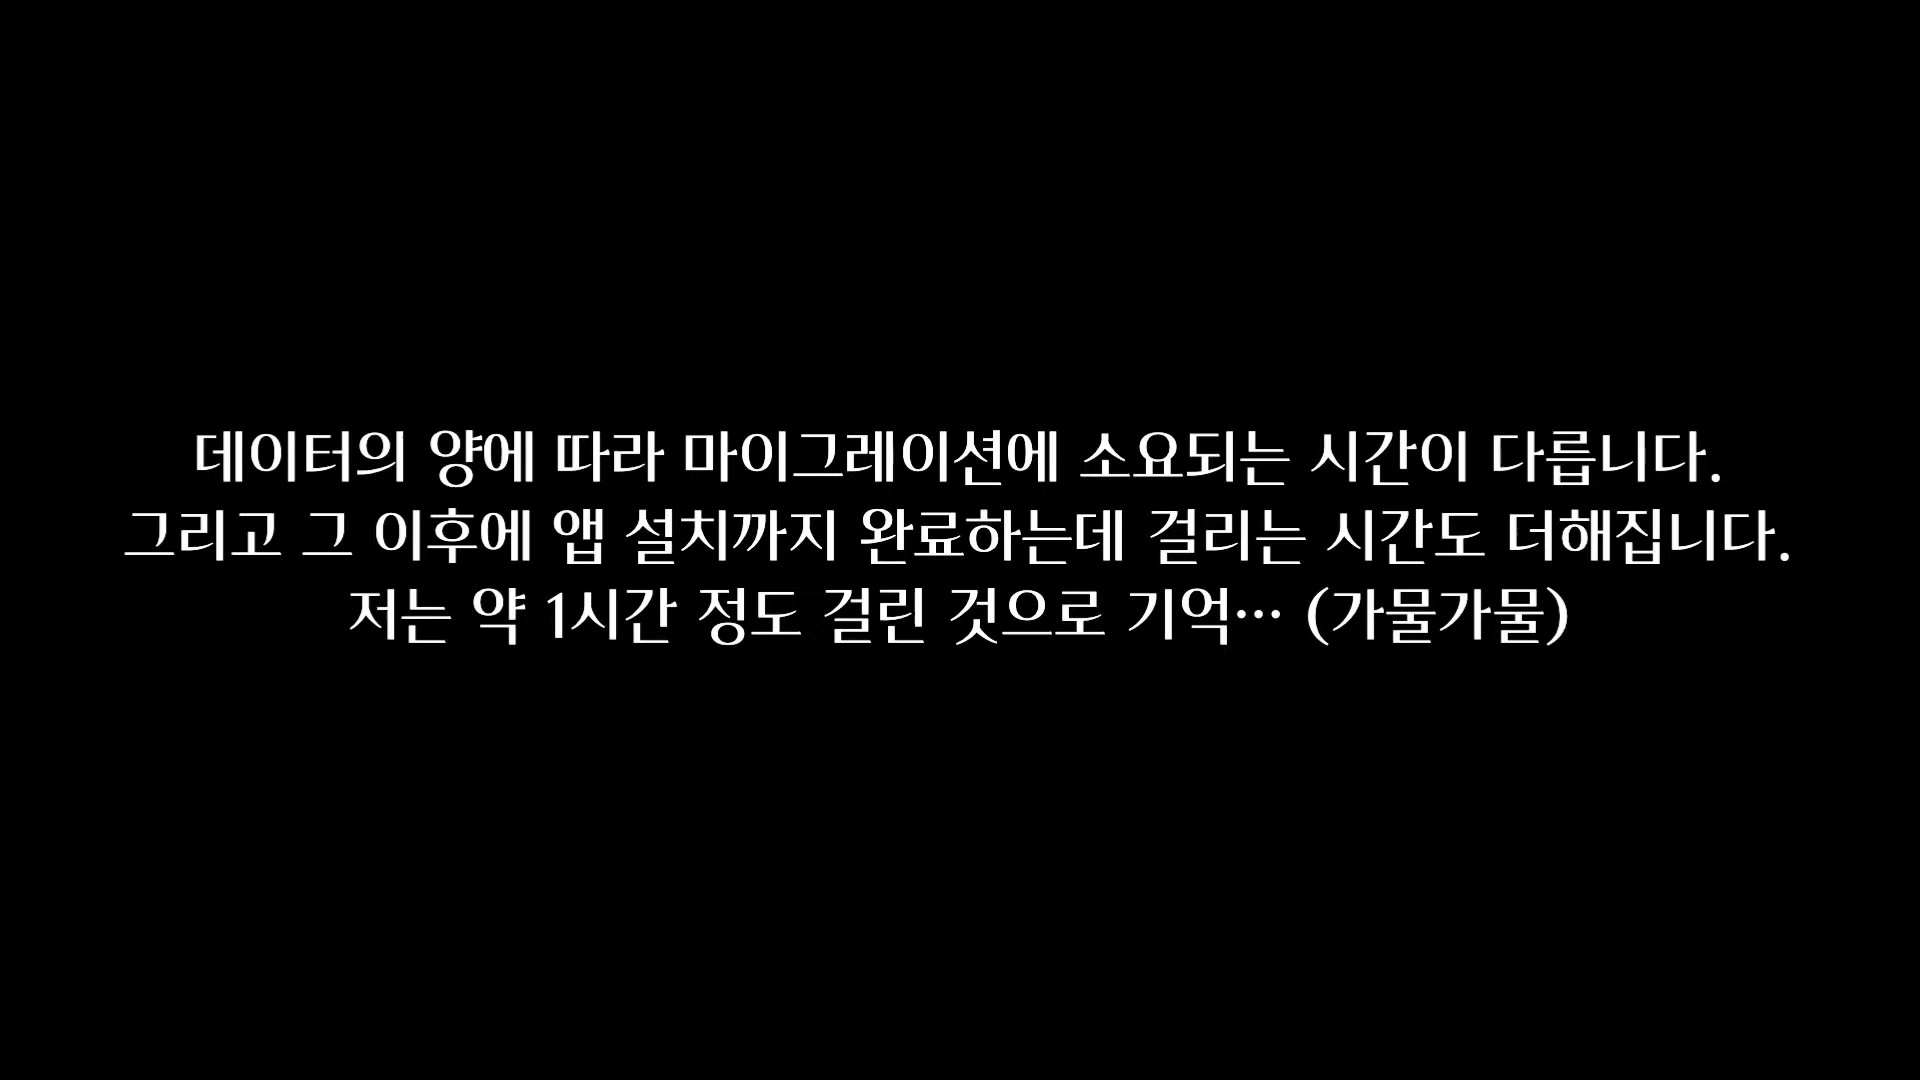 데이터의 양에 따라 마이그레이션에 소요되는 시간이 다릅니다.
그리고 그 이후에 앱 설치까지 완료하는데 걸리는 시간도 더해집니다.
저는 약 1시간 정도 걸린 것으로 기억… (가물가물)